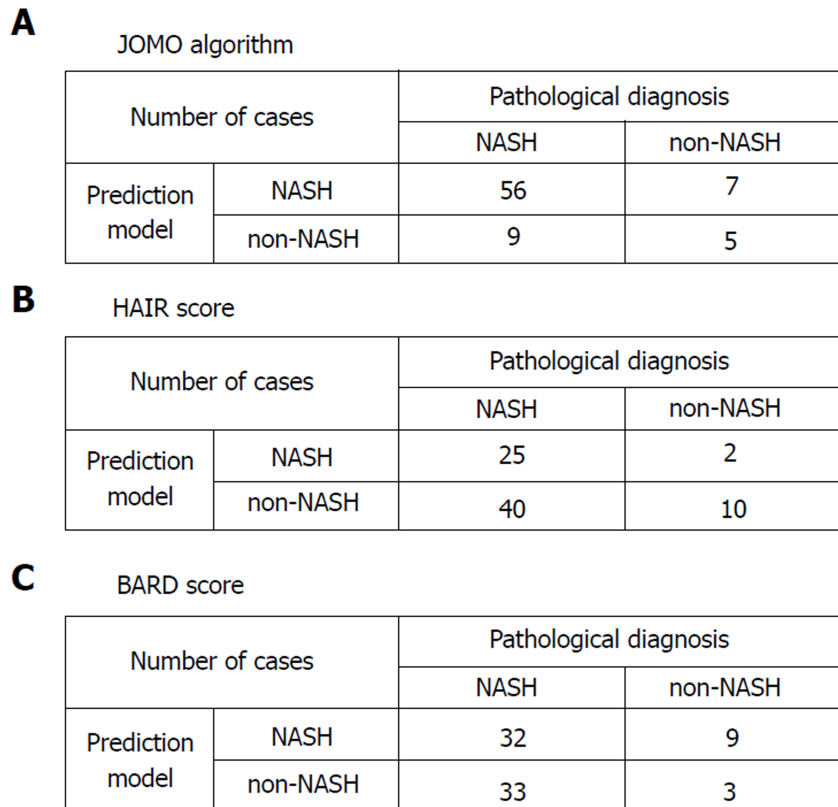 A
JOMO algorithm
Number of cases
Pathological diagnosis
NASH non-NASH
Prediction model
NASH 56 7
non-NASH 9 5
B
HAIR score
Number of cases
Pathological diagnosis
NASH non-NASH
Prediction model
NASH 25 2
non-NASH 40 10
C
BARD score
Number of cases
Pathological diagnosis
NASH non-NASH
Prediction model
NASH 32 9
non-NASH 33 3